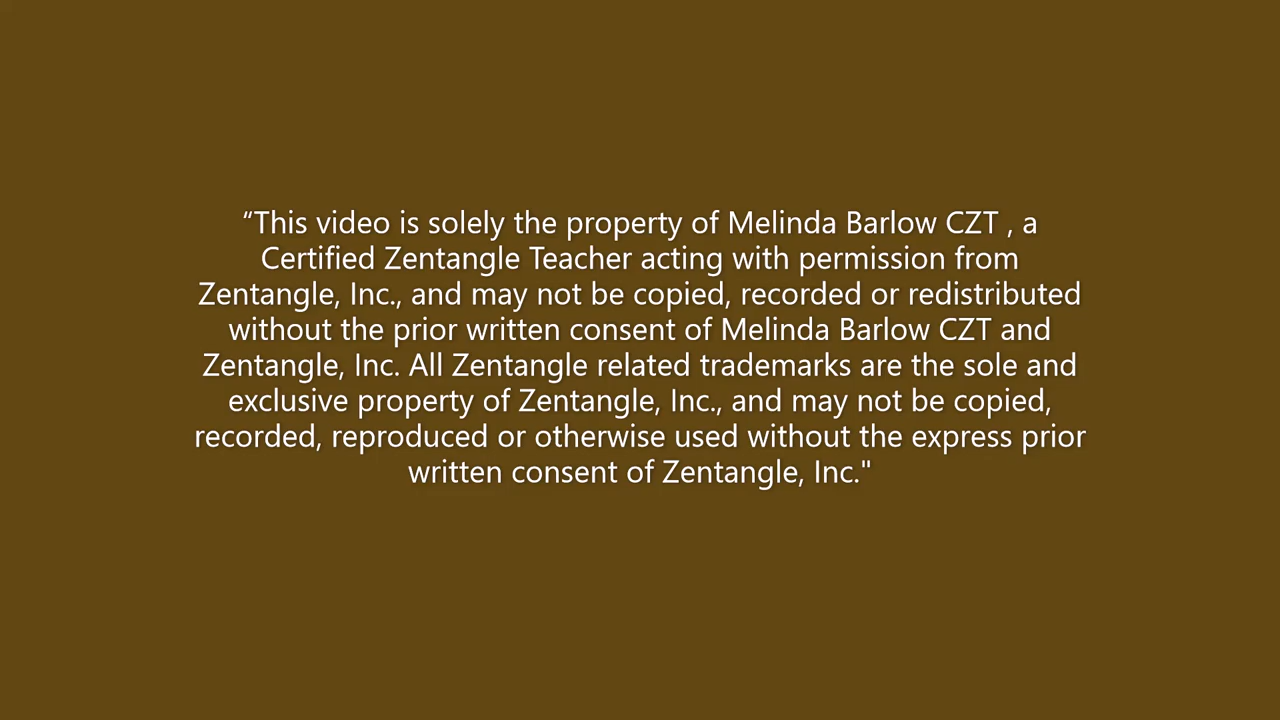 “This video is solely the property of Melinda Barlow CZT , a
Certified Zentangle Teacher acting with permission from
Zentangle, Inc., and may not be copied, recorded or redistributed
without the prior written consent of Melinda Barlow CZT and
Zentangle, Inc. All Zentangle related trademarks are the sole and
exclusive property of Zentangle, Inc., and may not be copied,
recorded, reproduced or otherwise used without the express prior
written consent of Zentangle, Inc."